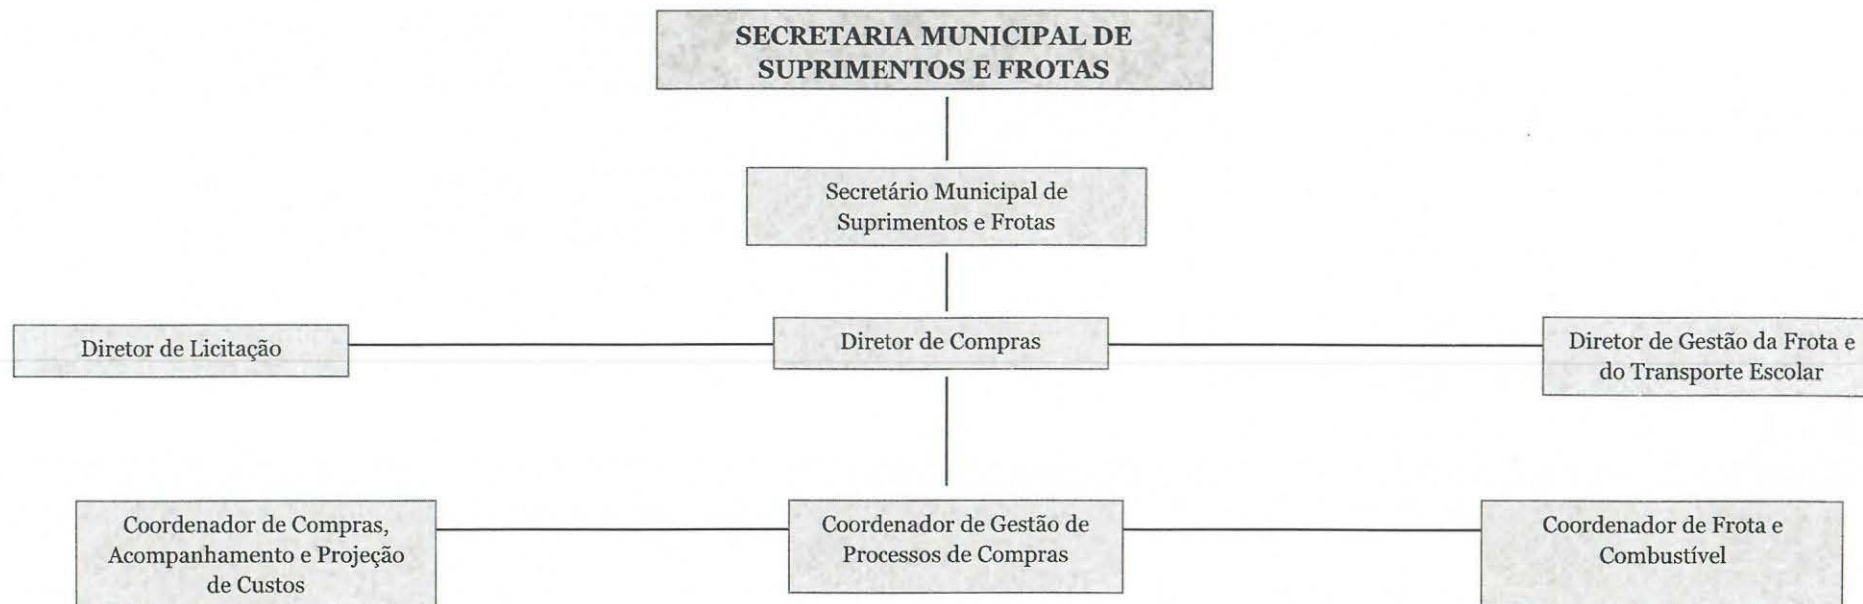 SECRETARIA MUNICIPAL DE
SUPRIMENTOS E FROTAS
Secretário Municipal de
Suprimentos e Frotas
Diretor de Licitação
Diretor de Compras
Diretor de Gestão da Frota e
do Transporte Escolar
Coordenador de Compras,
Acompanhamento e Projeção
de Custos
Coordenador de Gestão de
Processos de Compras
Coordenador de Frota e
Combustível